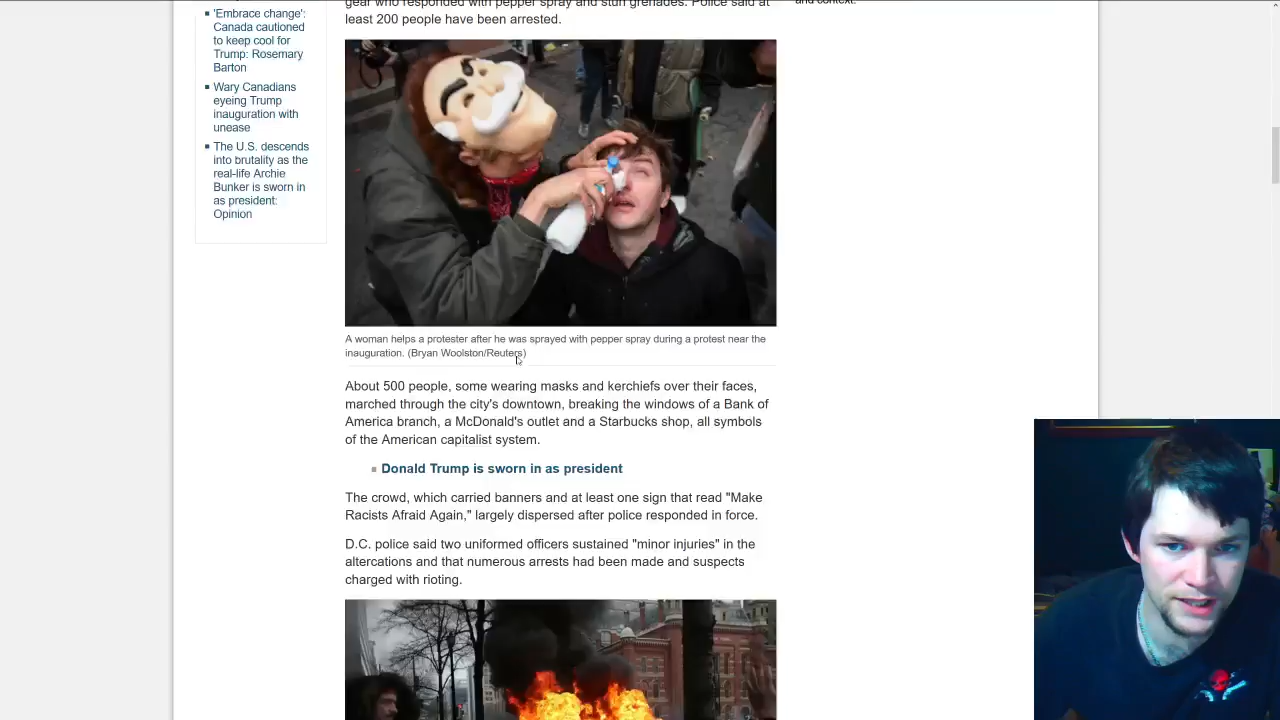 'Embrace change':
Canada cautioned
to keep cool for
Trump: Rosemary
Barton
Wary Canadians
eyeing Trump
inauguration with
unease
The U.S. descends
into brutality as the
real-life Archie
Bunker is sworn in
as president:
Opinion
gear who responded with pepper spray and stun grenades. Police said at
least 200 people have been arrested.
A woman helps a protester after he was sprayed with pepper spray during a protest near the
inauguration. (Bryan Woolston/Reuters)
About 500 people, some wearing masks and kerchiefs over their faces,
marched through the city's downtown, breaking the windows of a Bank of
America branch, a McDonald's outlet and a Starbucks shop, all symbols
of the American capitalist system.
Donald Trump is sworn in as president
The crowd, which carried banners and at least one sign that read "Make
Racists Afraid Again," largely dispersed after police responded in force.
D.C. police said two uniformed officers sustained "minor injuries" in the
altercations and that numerous arrests had been made and suspects
charged with rioting.
and context.